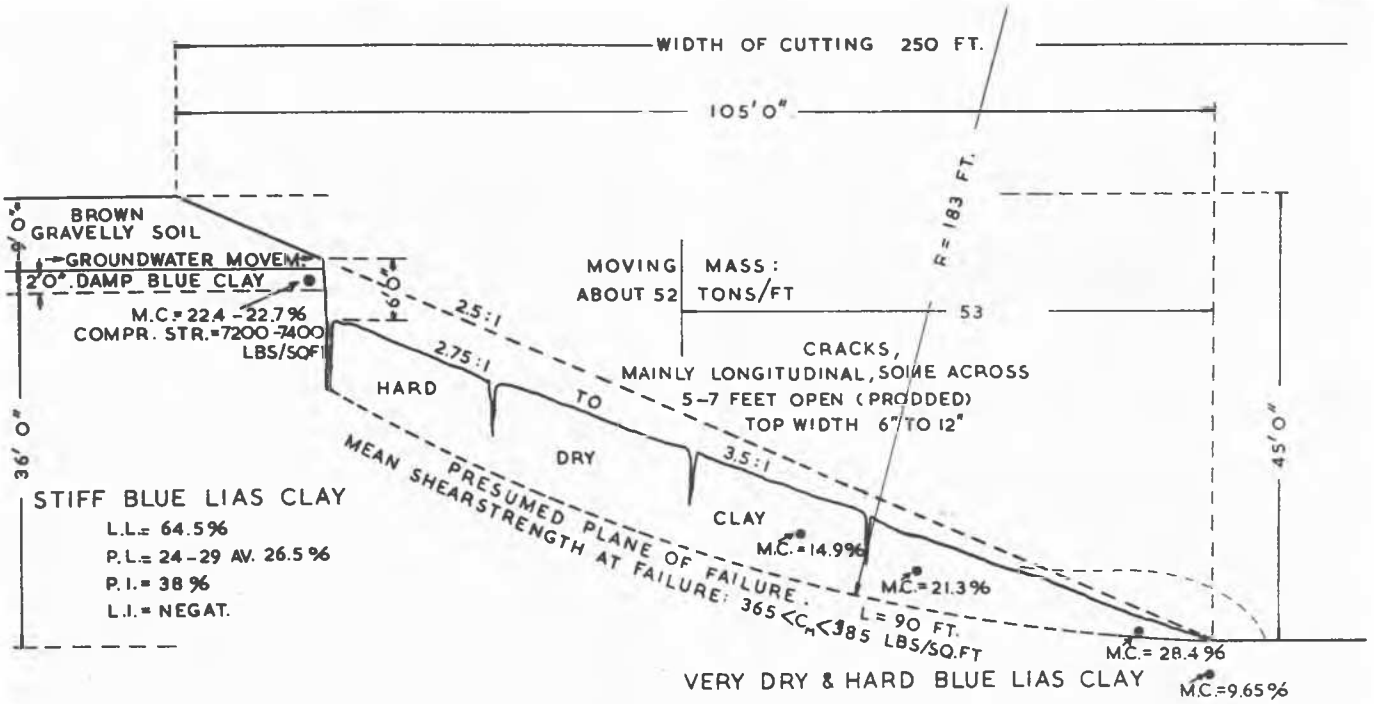 WIDTH OF CUTTING 250 FT.
105'0"
R = 183 FT.
9'0"
BROWN
GRAVELLY SOIL
GROUNDWATER MOVEM.
2'0". DAMP BLUE CLAY
M.C. = 22.4 - 22.7%
COMPR. STR. = 7200-7400
LBS/SQFT
6'0"
MOVING MASS :
ABOUT 52 TONS/FT
53
2.5 : 1
2.75 : 1
TO
3.5 : 1
CRACKS,
MAINLY LONGITUDINAL, SOME ACROSS
5-7 FEET OPEN (PRODDED)
TOP WIDTH 6" TO 12"
HARD
DRY
CLAY
45'0"
36' 0"
STIFF BLUE LIAS CLAY
L.L. = 64.5%
P.L. = 24-29 AV. 26.5%
P.I. = 38%
L.I. = NEGAT.
PRESUMED PLANE OF FAILURE.
MEAN SHEARSTRENGTH AT FAILURE: 365 < CM < 385 LBS/SQ.FT
L = 90 FT.
M.C. = 14.9%
M.C. = 21.3%
M.C. = 28.4%
VERY DRY & HARD BLUE LIAS CLAY
M.C. = 9.65%